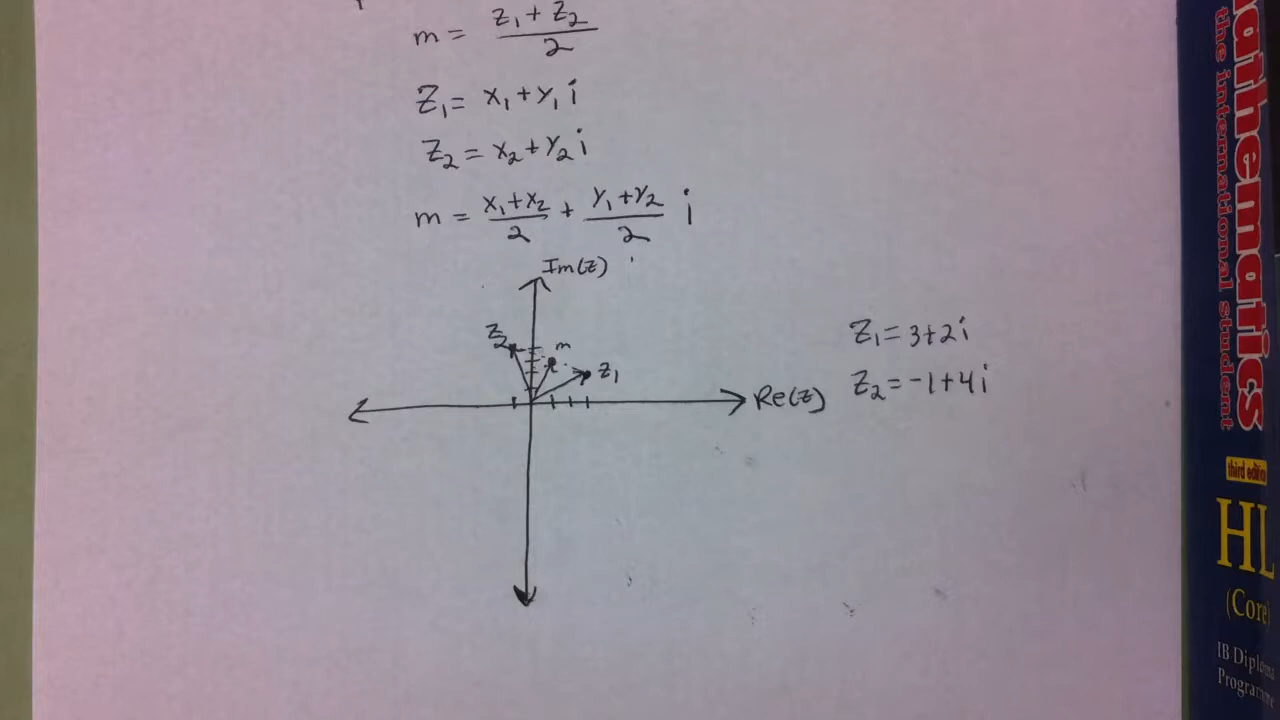 m = (z₁ + z₂)/2
z₁ = x₁ + y₁ i
z₂ = x₂ + y₂ i
m = (x₁ + x₂)/2 + (y₁ + y₂)/2 i
Im(z)
z₂
m
z₁
Re(z)
z₁ = 3 + 2i
z₂ = -1 + 4i
mathematics
the international student
third editio
HL
(Core)
IB Diploma
Programme